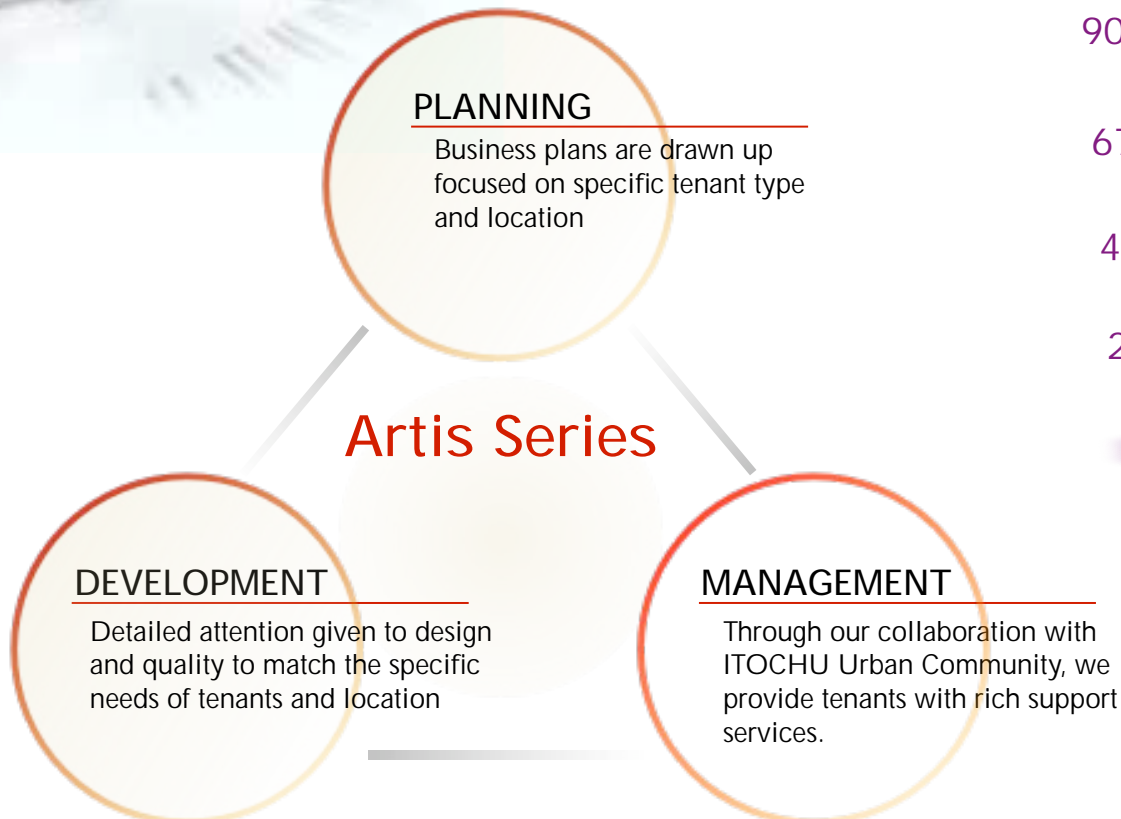 PLANNING
Business plans are drawn up
focused on specific tenant type
and location
Artis Series
DEVELOPMENT
Detailed attention given to design
and quality to match the specific
needs of tenants and location
MANAGEMENT
Through our collaboration with
ITOCHU Urban Community, we
provide tenants with rich support
services.